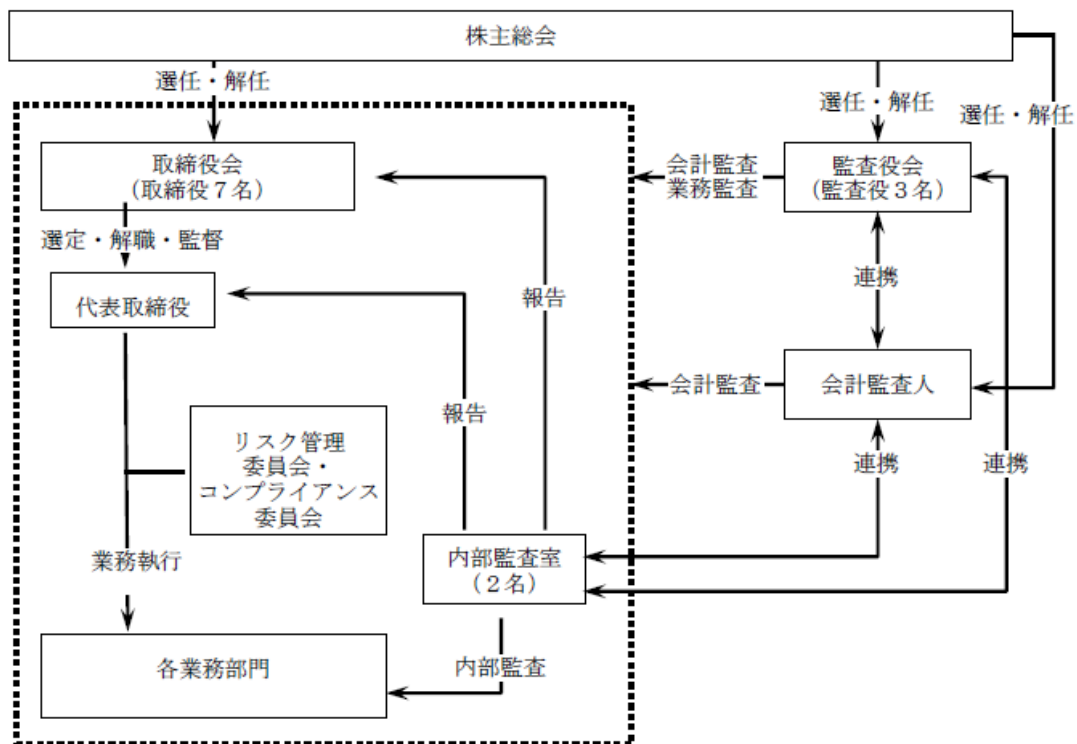 株主総会
選任・解任
選任・解任
選任・解任
取締役会
(取締役7名)
会計監査
業務監査
監査役会
(監査役3名)
選定・解職・監督
連携
代表取締役
報告
会計監査
会計監査人
報告
リスク管理
委員会・
コンプライアンス
委員会
連携
連携
業務執行
内部監査室
(2名)
各業務部門
内部監査